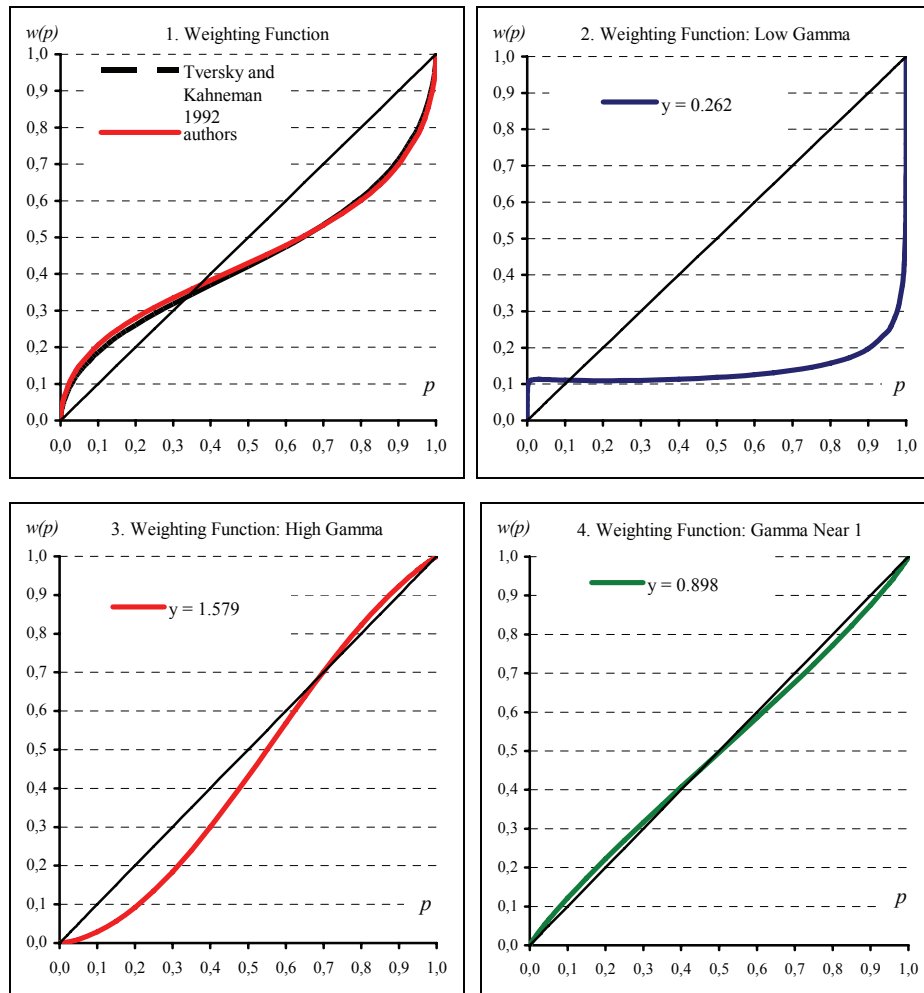 w(p)
1. Weighting Function
1,0
0,9
0,8
0,7
0,6
0,5
0,4
0,3
0,2
0,1
0,0
Tversky and
Kahneman
1992
authors
p
0,0 0,1 0,2 0,3 0,4 0,5 0,6 0,7 0,8 0,9 1,0
w(p)
2. Weighting Function: Low Gamma
1,0
0,9
0,8
0,7
0,6
0,5
0,4
0,3
0,2
0,1
0,0
y = 0.262
p
0,0 0,1 0,2 0,3 0,4 0,5 0,6 0,7 0,8 0,9 1,0
w(p)
3. Weighting Function: High Gamma
1,0
0,9
0,8
0,7
0,6
0,5
0,4
0,3
0,2
0,1
0,0
y = 1.579
p
0,0 0,1 0,2 0,3 0,4 0,5 0,6 0,7 0,8 0,9 1,0
w(p)
4. Weighting Function: Gamma Near 1
1,0
0,9
0,8
0,7
0,6
0,5
0,4
0,3
0,2
0,1
0,0
y = 0.898
p
0,0 0,1 0,2 0,3 0,4 0,5 0,6 0,7 0,8 0,9 1,0